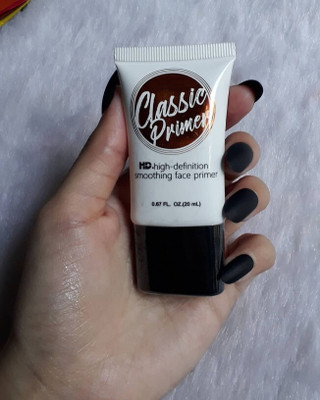 Classic
Primer
HD.high-definition
smoothing face primer
0.67 FL. OZ.(20 mL)